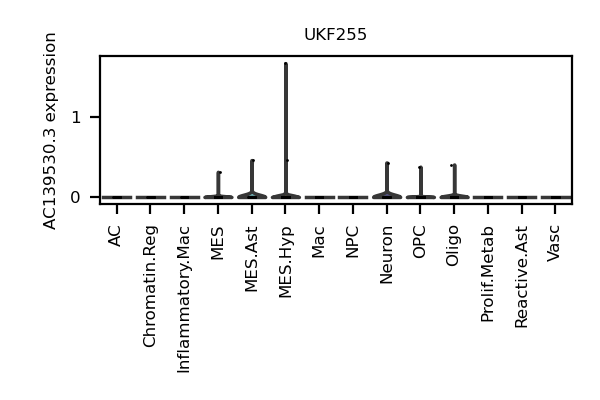 UKF255
AC139530.3 expression
1
0
AC
Chromatin.Reg
Inflammatory.Mac
MES
MES.Ast
MES.Hyp
Mac
NPC
Neuron
OPC
Oligo
Prolif.Metab
Reactive.Ast
Vasc